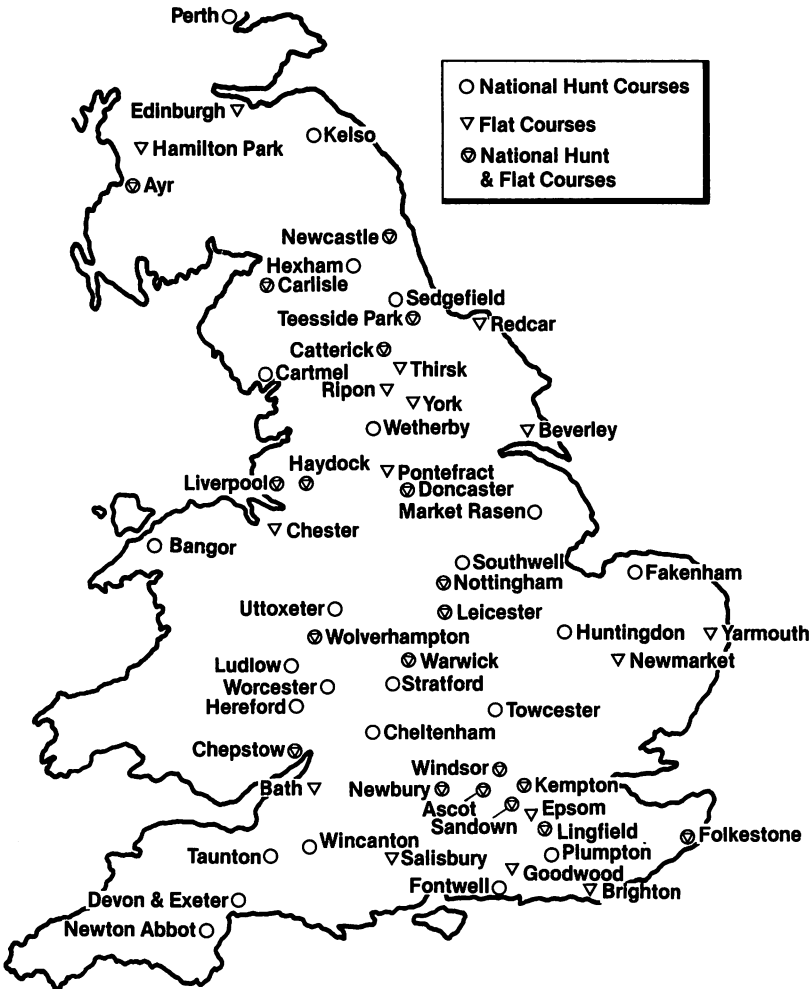 Perth
National Hunt Courses
Flat Courses
National Hunt
& Flat Courses
Edinburgh
Kelso
Hamilton Park
Ayr
Newcastle
Hexham
Carlisle
Sedgefield
Teesside Park
Redcar
Catterick
Thirsk
Cartmel
Ripon
York
Wetherby
Beverley
Haydock
Pontefract
Liverpool
Doncaster
Market Rasen
Chester
Bangor
Southwell
Fakenham
Nottingham
Uttoxeter
Leicester
Wolverhampton
Huntingdon
Yarmouth
Ludlow
Warwick
Newmarket
Worcester
Stratford
Hereford
Towcester
Cheltenham
Chepstow
Windsor
Bath
Newbury
Kempton
Ascot
Epsom
Sandown
Lingfield
Folkestone
Wincanton
Taunton
Salisbury
Plumpton
Goodwood
Fontwell
Brighton
Devon & Exeter
Newton Abbot